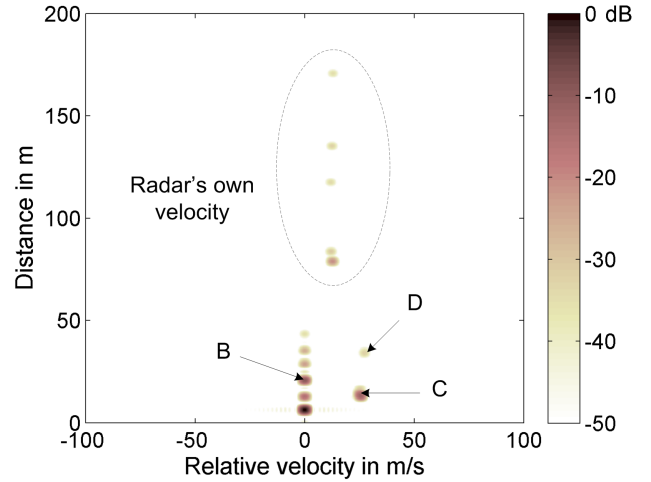 200
150
100
50
0
-100
-50
0
50
100
Distance in m
Relative velocity in m/s
Radar's own
velocity
B
C
D
0 dB
-10
-20
-30
-40
-50